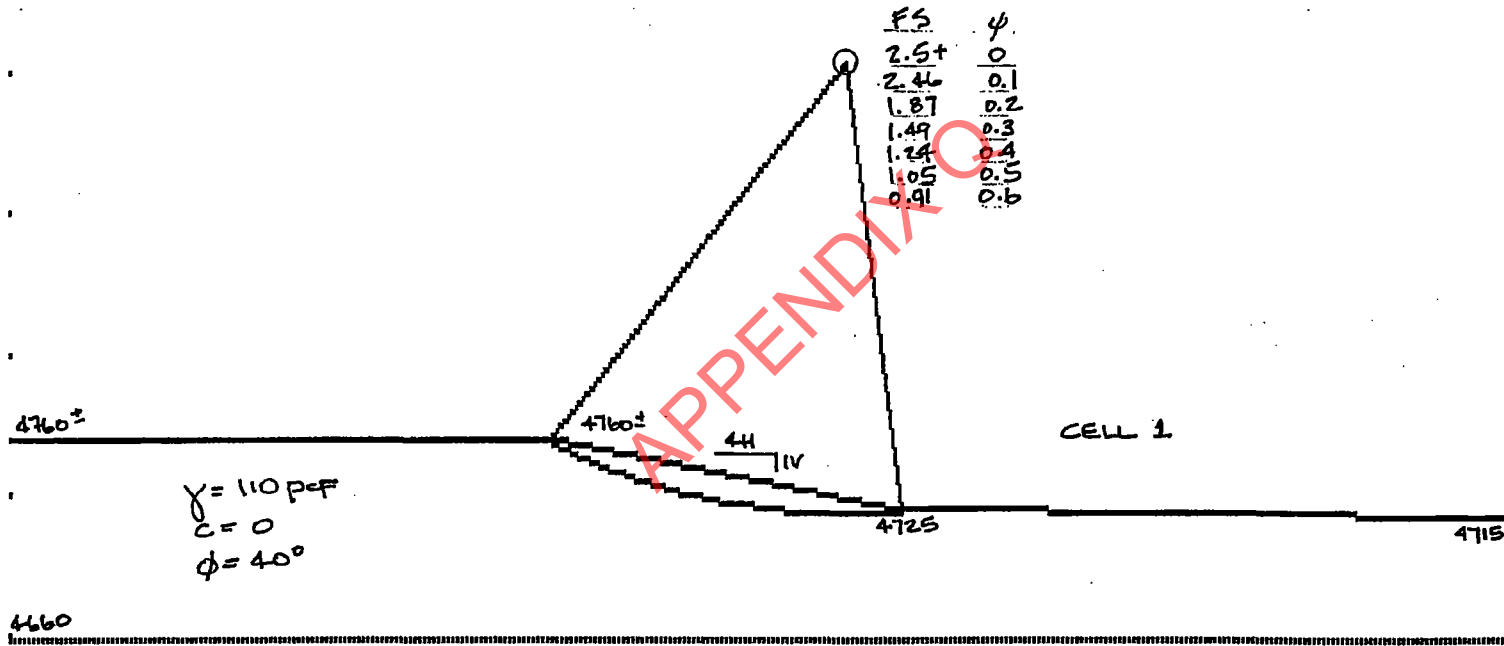 FS ψ
2.5+ 0
2.46 0.1
1.87 0.2
1.49 0.3
1.24 0.4
1.05 0.5
0.91 0.6
APPENDIX Q
4760±
4760±
4H
1V
CELL 1
γ = 110 pcf
c = 0
φ = 40°
4725
4715
4660